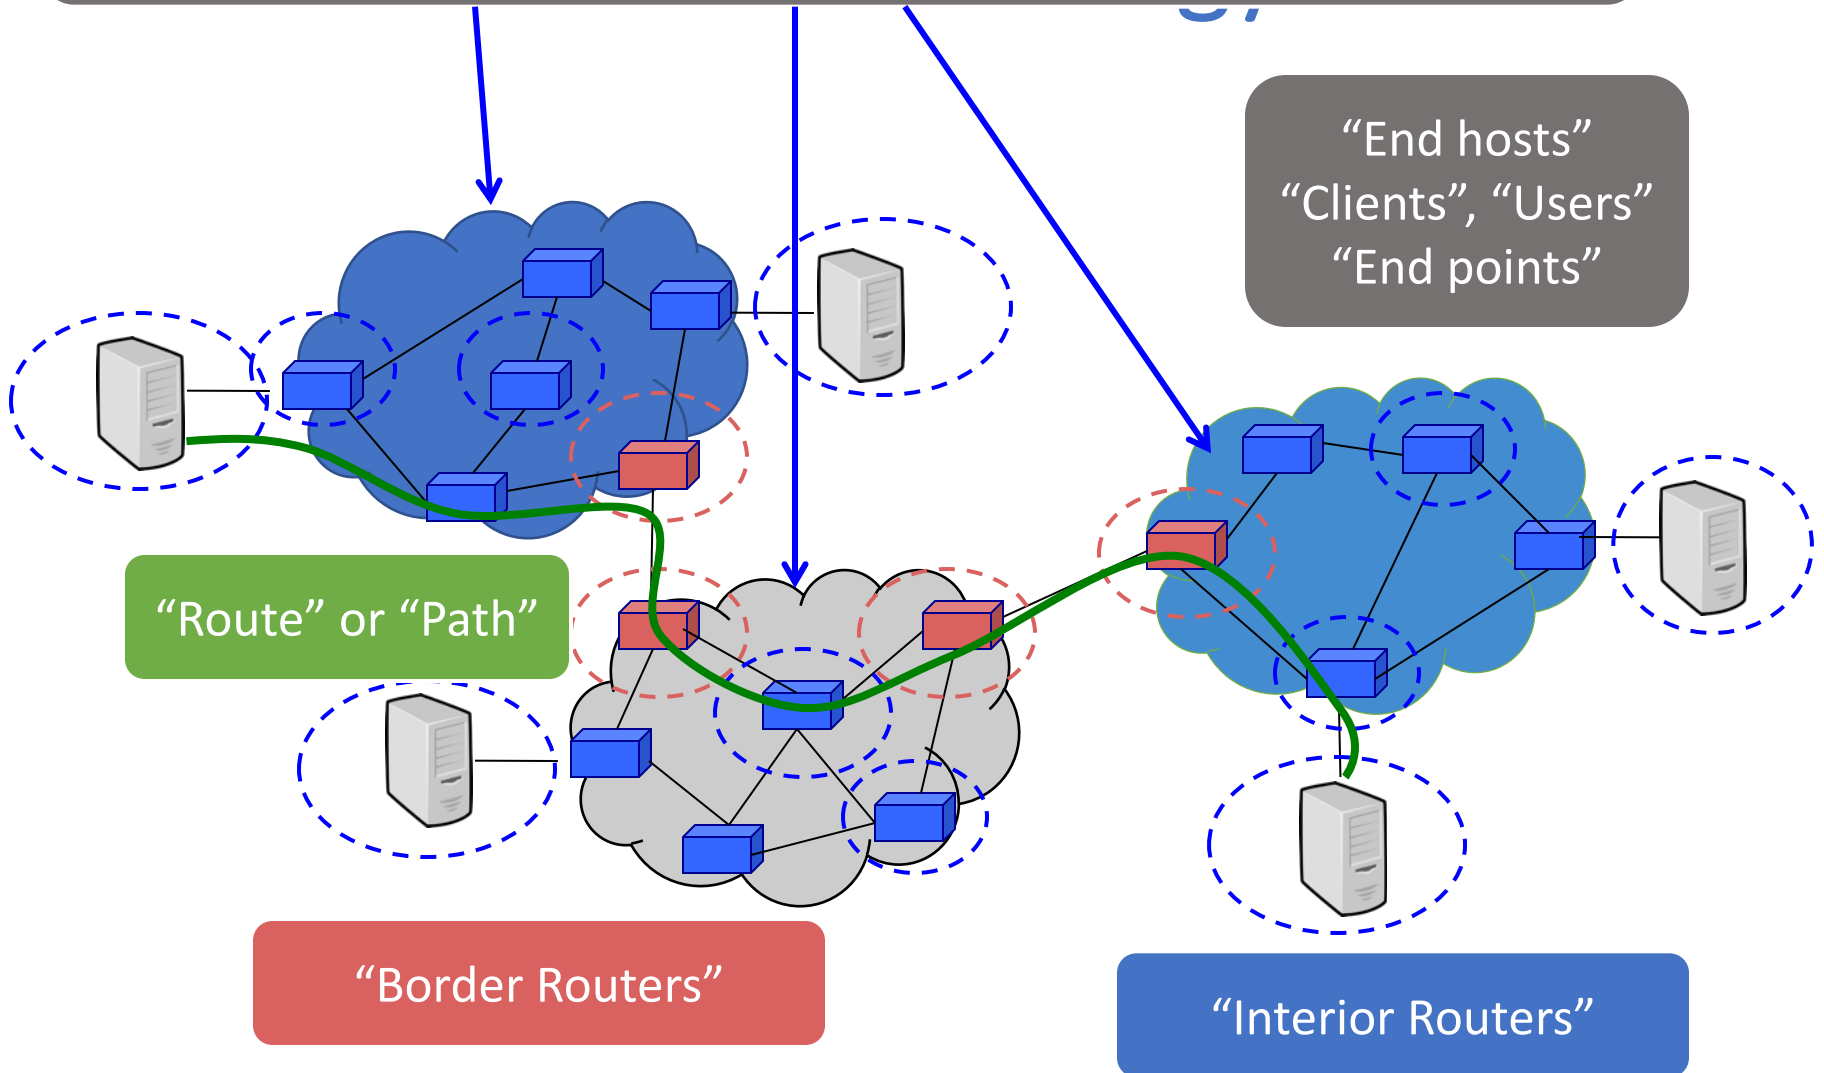 “End hosts”
“Clients”, “Users”
“End points”
“Route” or “Path”
“Border Routers”
“Interior Routers”